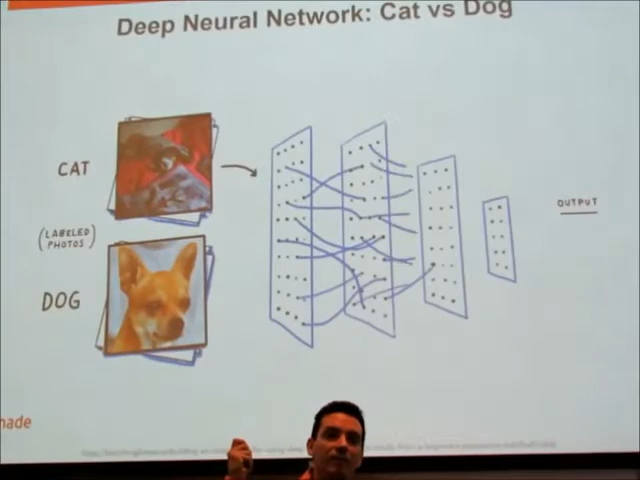 Deep Neural Network: Cat vs Dog
CAT
(LABELED
PHOTOS)
DOG
OUTPUT
made